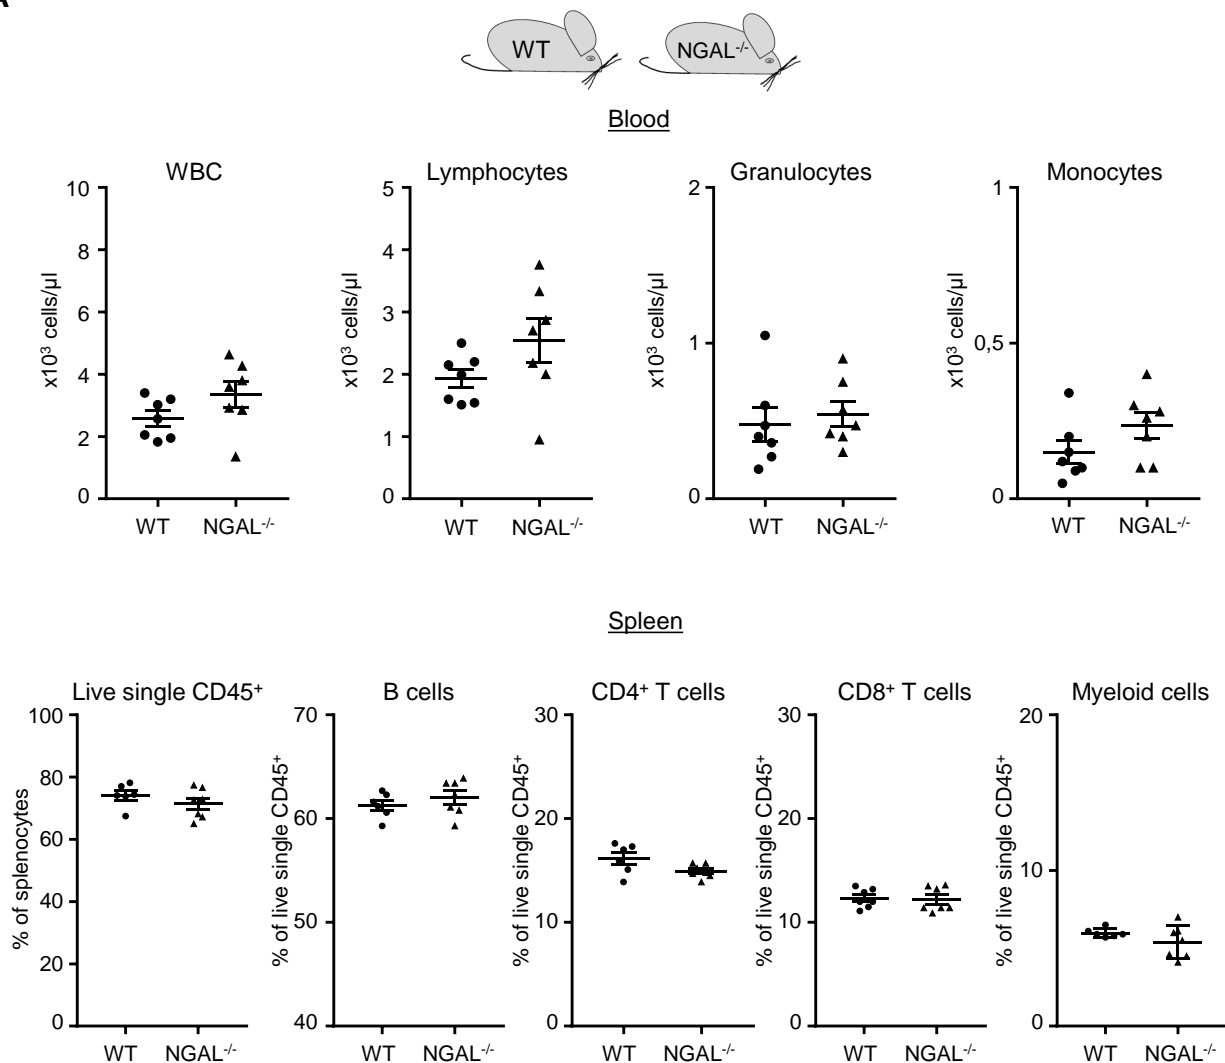 WT NGAL-/-
Blood
WBC Lymphocytes Granulocytes Monocytes
x10³ cells/µl x10³ cells/µl x10³ cells/µl x10³ cells/µl
10 8 6 4 2 0
5 4 3 2 1 0
2 1 0
1 0,5 0
WT NGAL-/- WT NGAL-/- WT NGAL-/- WT NGAL-/-
Spleen
Live single CD45⁺ B cells CD4⁺ T cells CD8⁺ T cells Myeloid cells
% of splenocytes
% of live single CD45⁺
% of live single CD45⁺
% of live single CD45⁺
% of live single CD45⁺
100 80 60 40 20 0
70 60 50 40
30 20 10 0
30 20 10 0
20 10 0
WT NGAL-/- WT NGAL-/- WT NGAL-/- WT NGAL-/- WT NGAL-/-